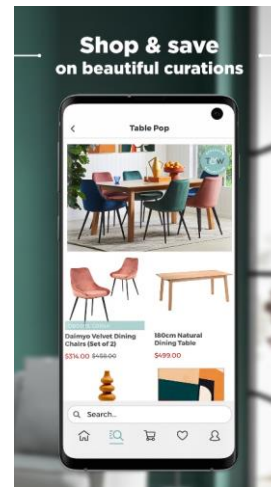 Shop & save
on beautiful curations
Table Pop
T&W
Daimyo Velvet Dining
Chairs (Set of 2)
$314.00 $458.00
180cm Natural
Dining Table
$499.00
Search...